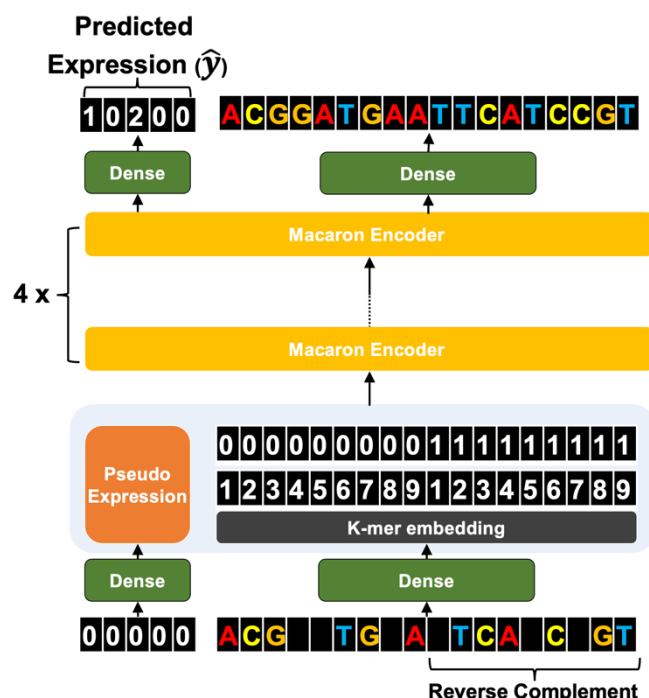 Predicted
Expression (ŷ)
10200 ACGGATGAATTCATCCGT
Dense Dense
Macaron Encoder
4 x
Macaron Encoder
Pseudo
Expression
000000000111111111
123456789123456789
K-mer embedding
Dense Dense
00000 ACG TG A TCA C GT
Reverse Complement